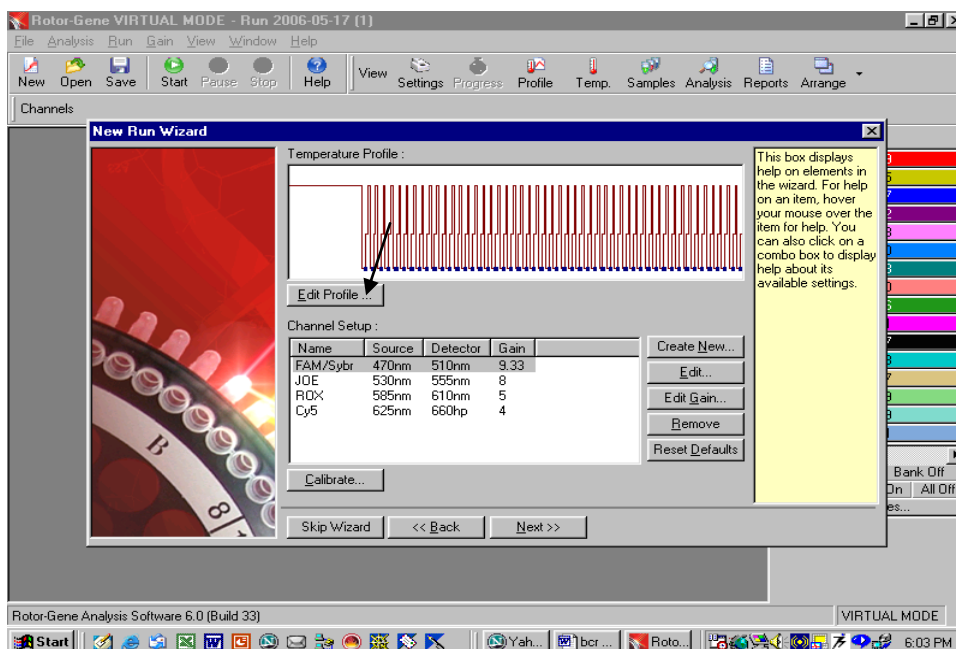 Rotor-Gene VIRTUAL MODE - Run 2006-05-17 (1)
File Analysis Run Gain View Window Help
New Open Save Start Pause Stop Help View Settings Progress Profile Temp. Samples Analysis Reports Arrange
Channels
New Run Wizard
Temperature Profile :
Edit Profile ...
Channel Setup :
Name Source Detector Gain
FAM/Sybr 470nm 510nm 9.33
JOE 530nm 555nm 8
ROX 585nm 610nm 5
Cy5 625nm 660hp 4
Create New...
Edit...
Edit Gain...
Remove
Reset Defaults
Calibrate...
Skip Wizard << Back Next >>
This box displays
help on elements in
the wizard. For help
on an item, hover
your mouse over the
item for help. You
can also click on a
combo box to display
help about its
available settings.
B
8
Bank Off
On All Off
es...
Rotor-Gene Analysis Software 6.0 (Build 33) VIRTUAL MODE
Start Yah... bcr ... Roto... 6:03 PM